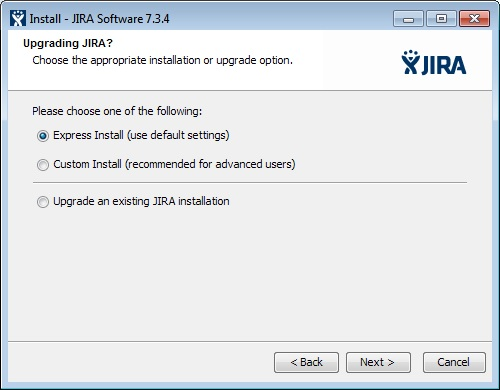 Install - JIRA Software 7.3.4
Upgrading JIRA?
Choose the appropriate installation or upgrade option.
JIRA
Please choose one of the following:
Express Install (use default settings)
Custom Install (recommended for advanced users)
Upgrade an existing JIRA installation
< Back Next > Cancel